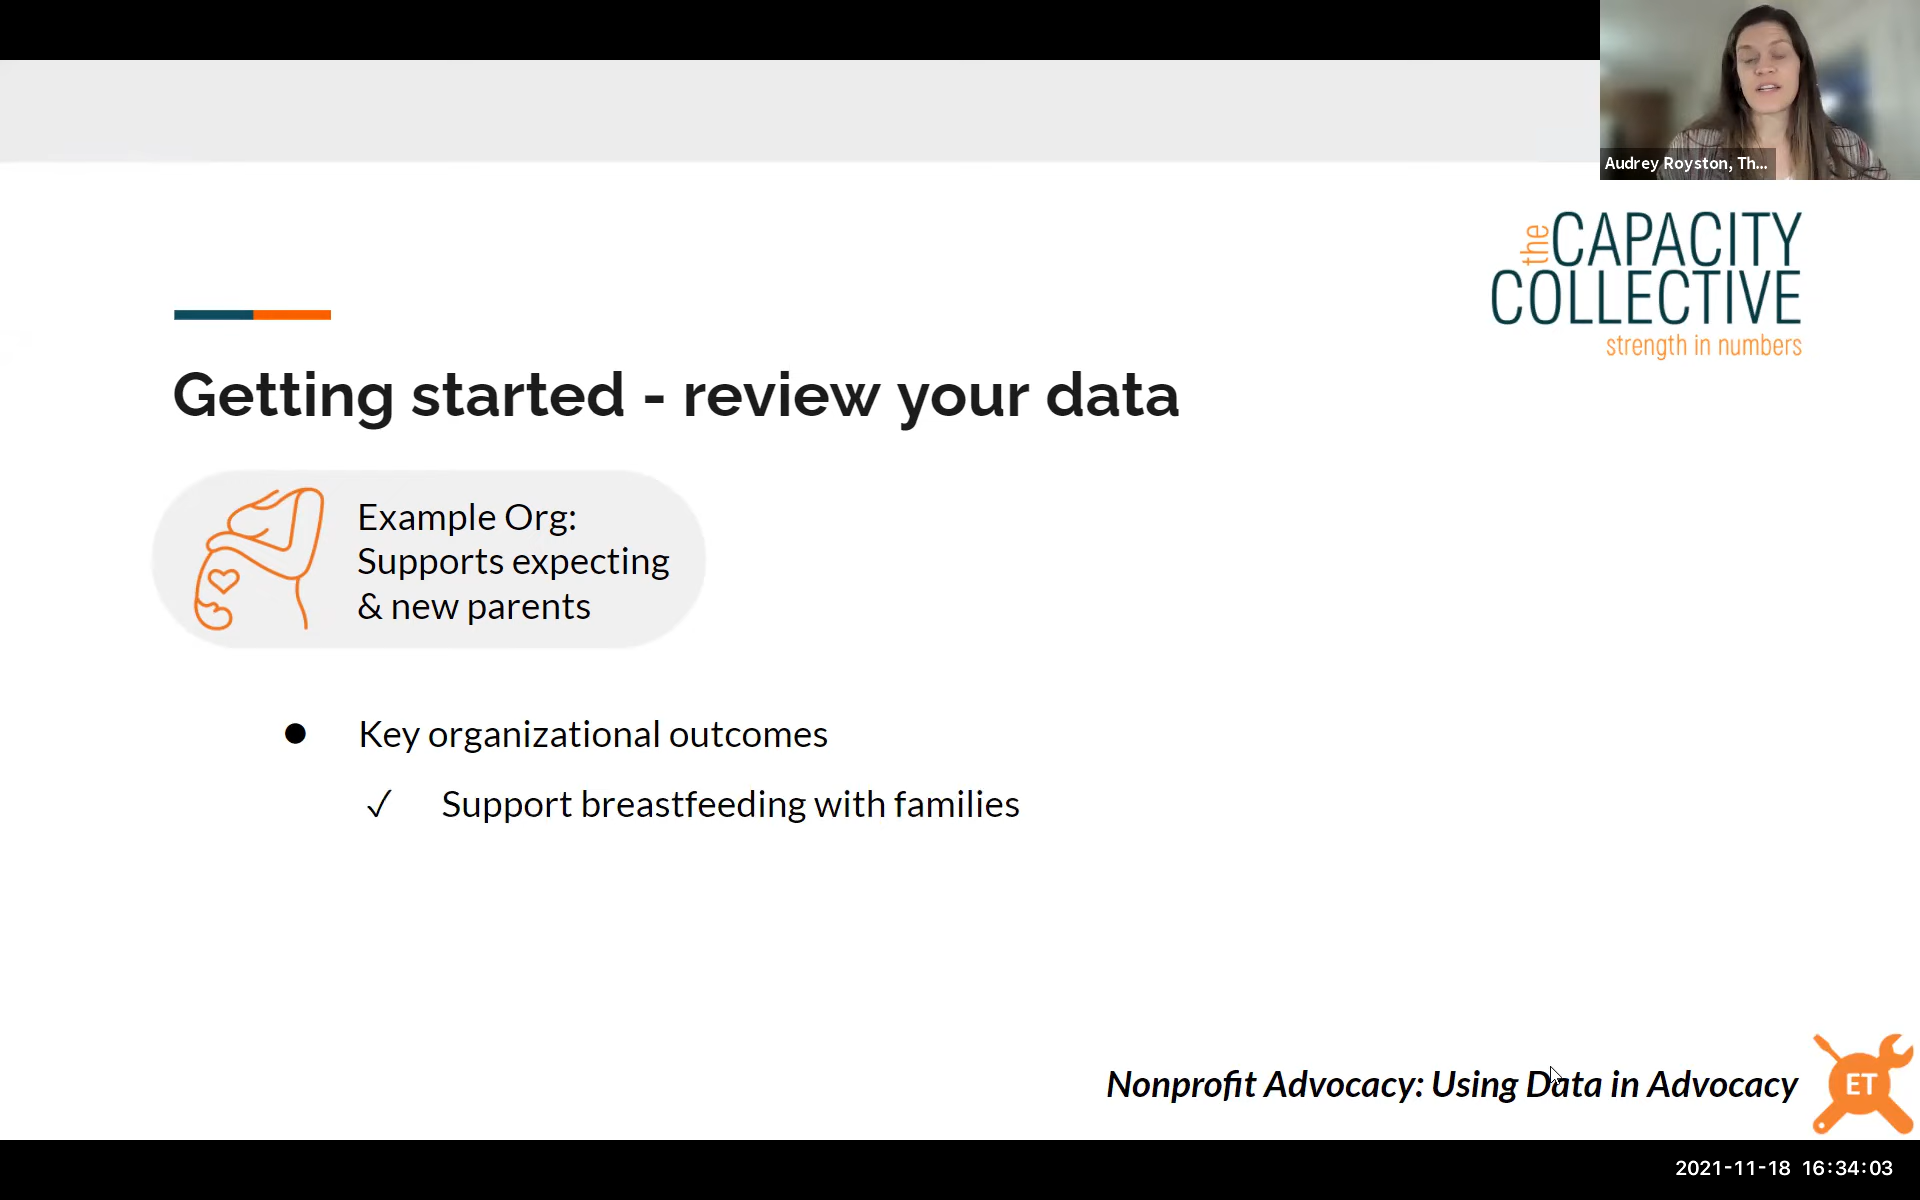 Audrey Royston, Th...
the
CAPACITY
COLLECTIVE
strength in numbers
Getting started - review your data
Example Org:
Supports expecting
& new parents
● Key organizational outcomes
✓ Support breastfeeding with families
Nonprofit Advocacy: Using Data in Advocacy
ET
2021-11-18 16:34:03